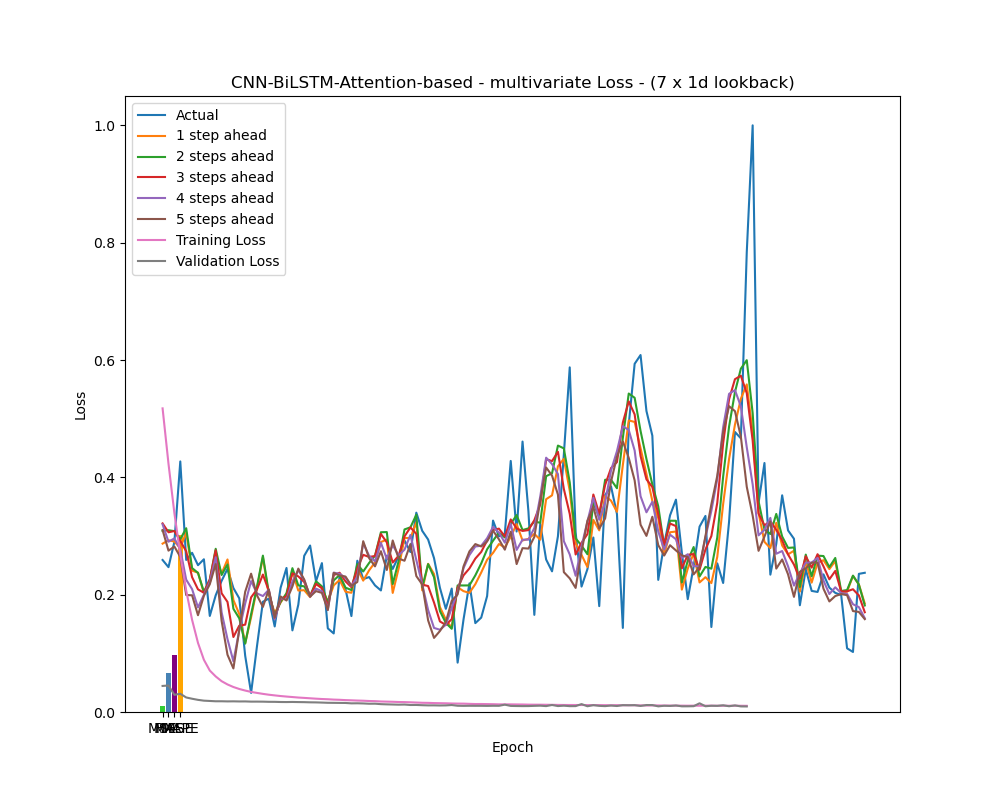 CNN-BiLSTM-Attention-based - multivariate Loss - (7 x 1d lookback)
Actual
1 step ahead
2 steps ahead
3 steps ahead
4 steps ahead
5 steps ahead
Training Loss
Validation Loss
1.0
0.8
0.6
0.4
0.2
0.0
Loss
Epoch